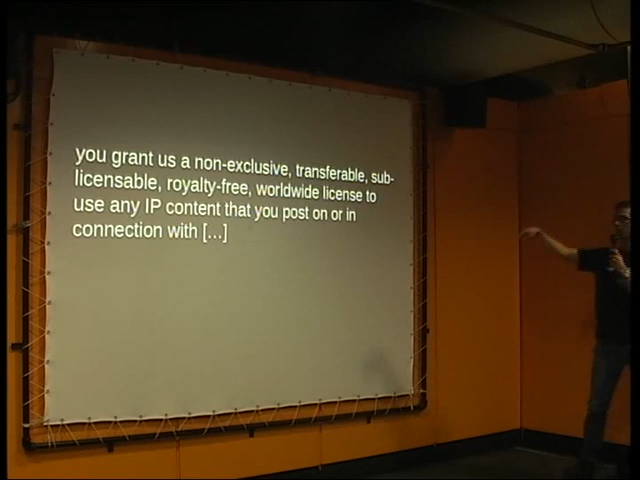 you grant us a non-exclusive, transferable, sub-
licensable, royalty-free, worldwide license to
use any IP content that you post on or in
connection with [...]